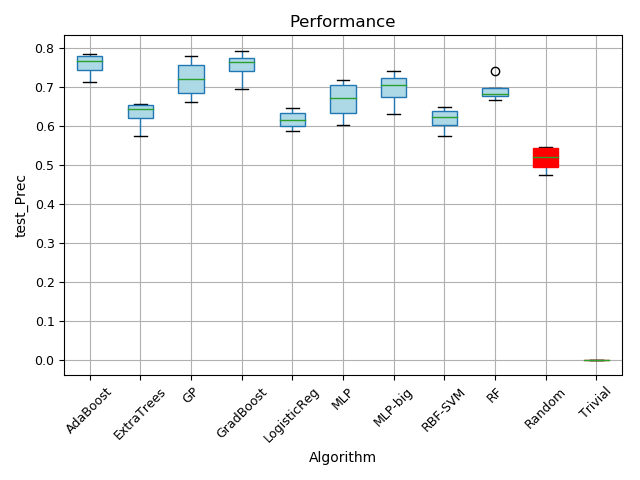 Performance
test_Prec
0.8
0.7
0.6
0.5
0.4
0.3
0.2
0.1
0.0
AdaBoost
ExtraTrees
GP
GradBoost
LogisticReg
MLP
MLP-big
RBF-SVM
RF
Random
Trivial
Algorithm